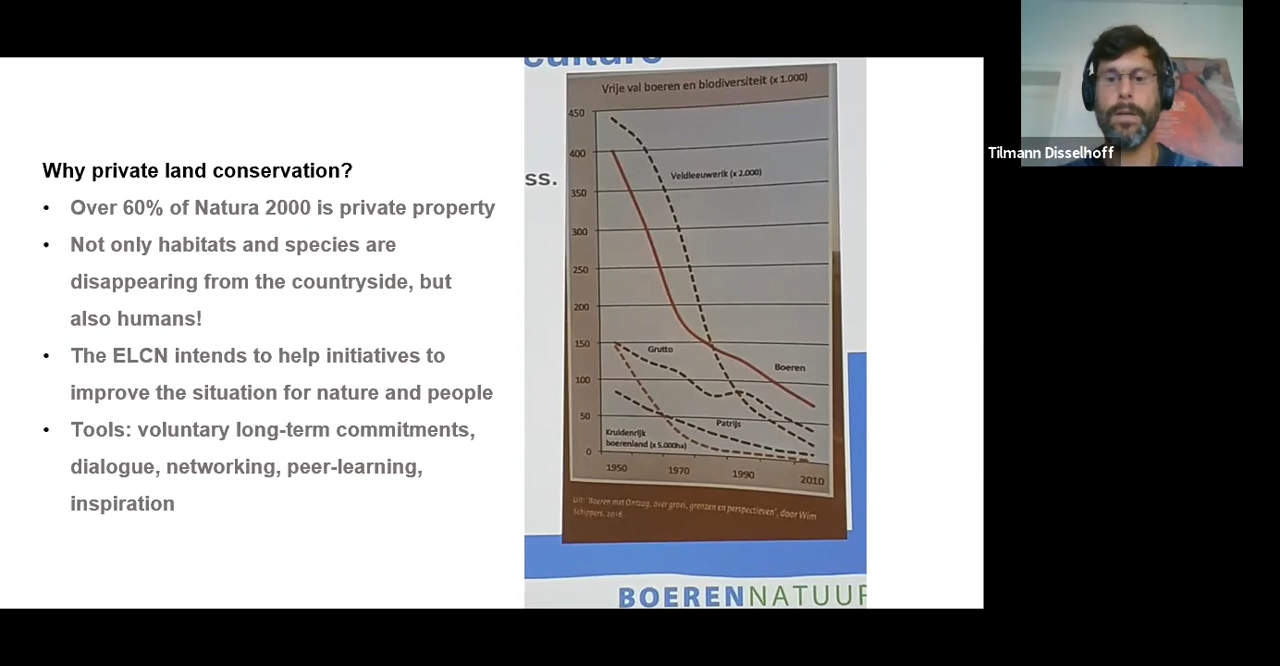 Why private land conservation?
• Over 60% of Natura 2000 is private property
• Not only habitats and species are
disappearing from the countryside, but
also humans!
• The ELCN intends to help initiatives to
improve the situation for nature and people
• Tools: voluntary long-term commitments,
dialogue, networking, peer-learning,
inspiration
culture
ss.
Vrije val boeren en biodiversiteit (x 1.000)
450
400
350
300
250
200
150
100
50
0
Veldleeuwerik (x 2.000)
Grutto
Boeren
Patrijs
Kruidenrijk
boerenland (x 5.000ha)
1950 1970 1990 2010
Uit: 'Boeren met Ontzag, over groei, grenzen en perspectieven', door Wim
Schippers, 2016.
BOERENNATUUR
Tilmann Disselhoff